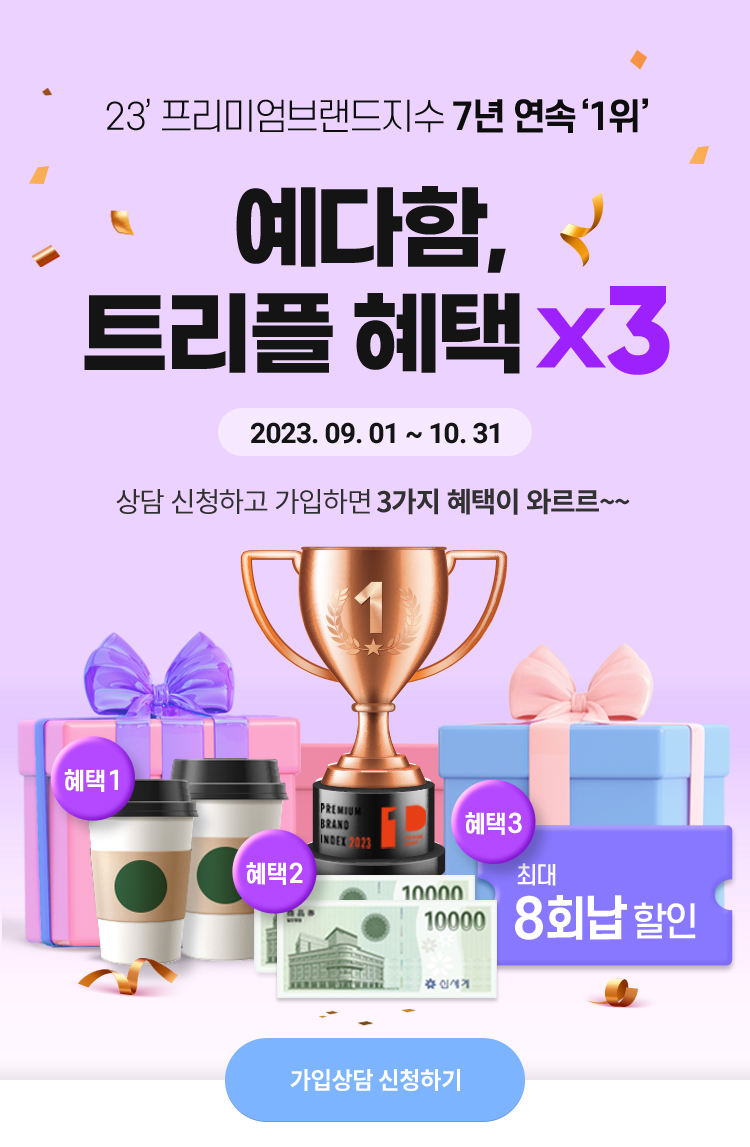 23’ 프리미엄브랜드지수 7년 연속 ‘1위’
예다함,
트리플 혜택 x3
2023. 09. 01 ~ 10. 31
상담 신청하고 가입하면 3가지 혜택이 와르르~~
1
혜택1
PREMIUM
BRAND
INDEX 2023
혜택3
혜택2
최대
8회납 할인
10000
10000
신세계
가입상담 신청하기